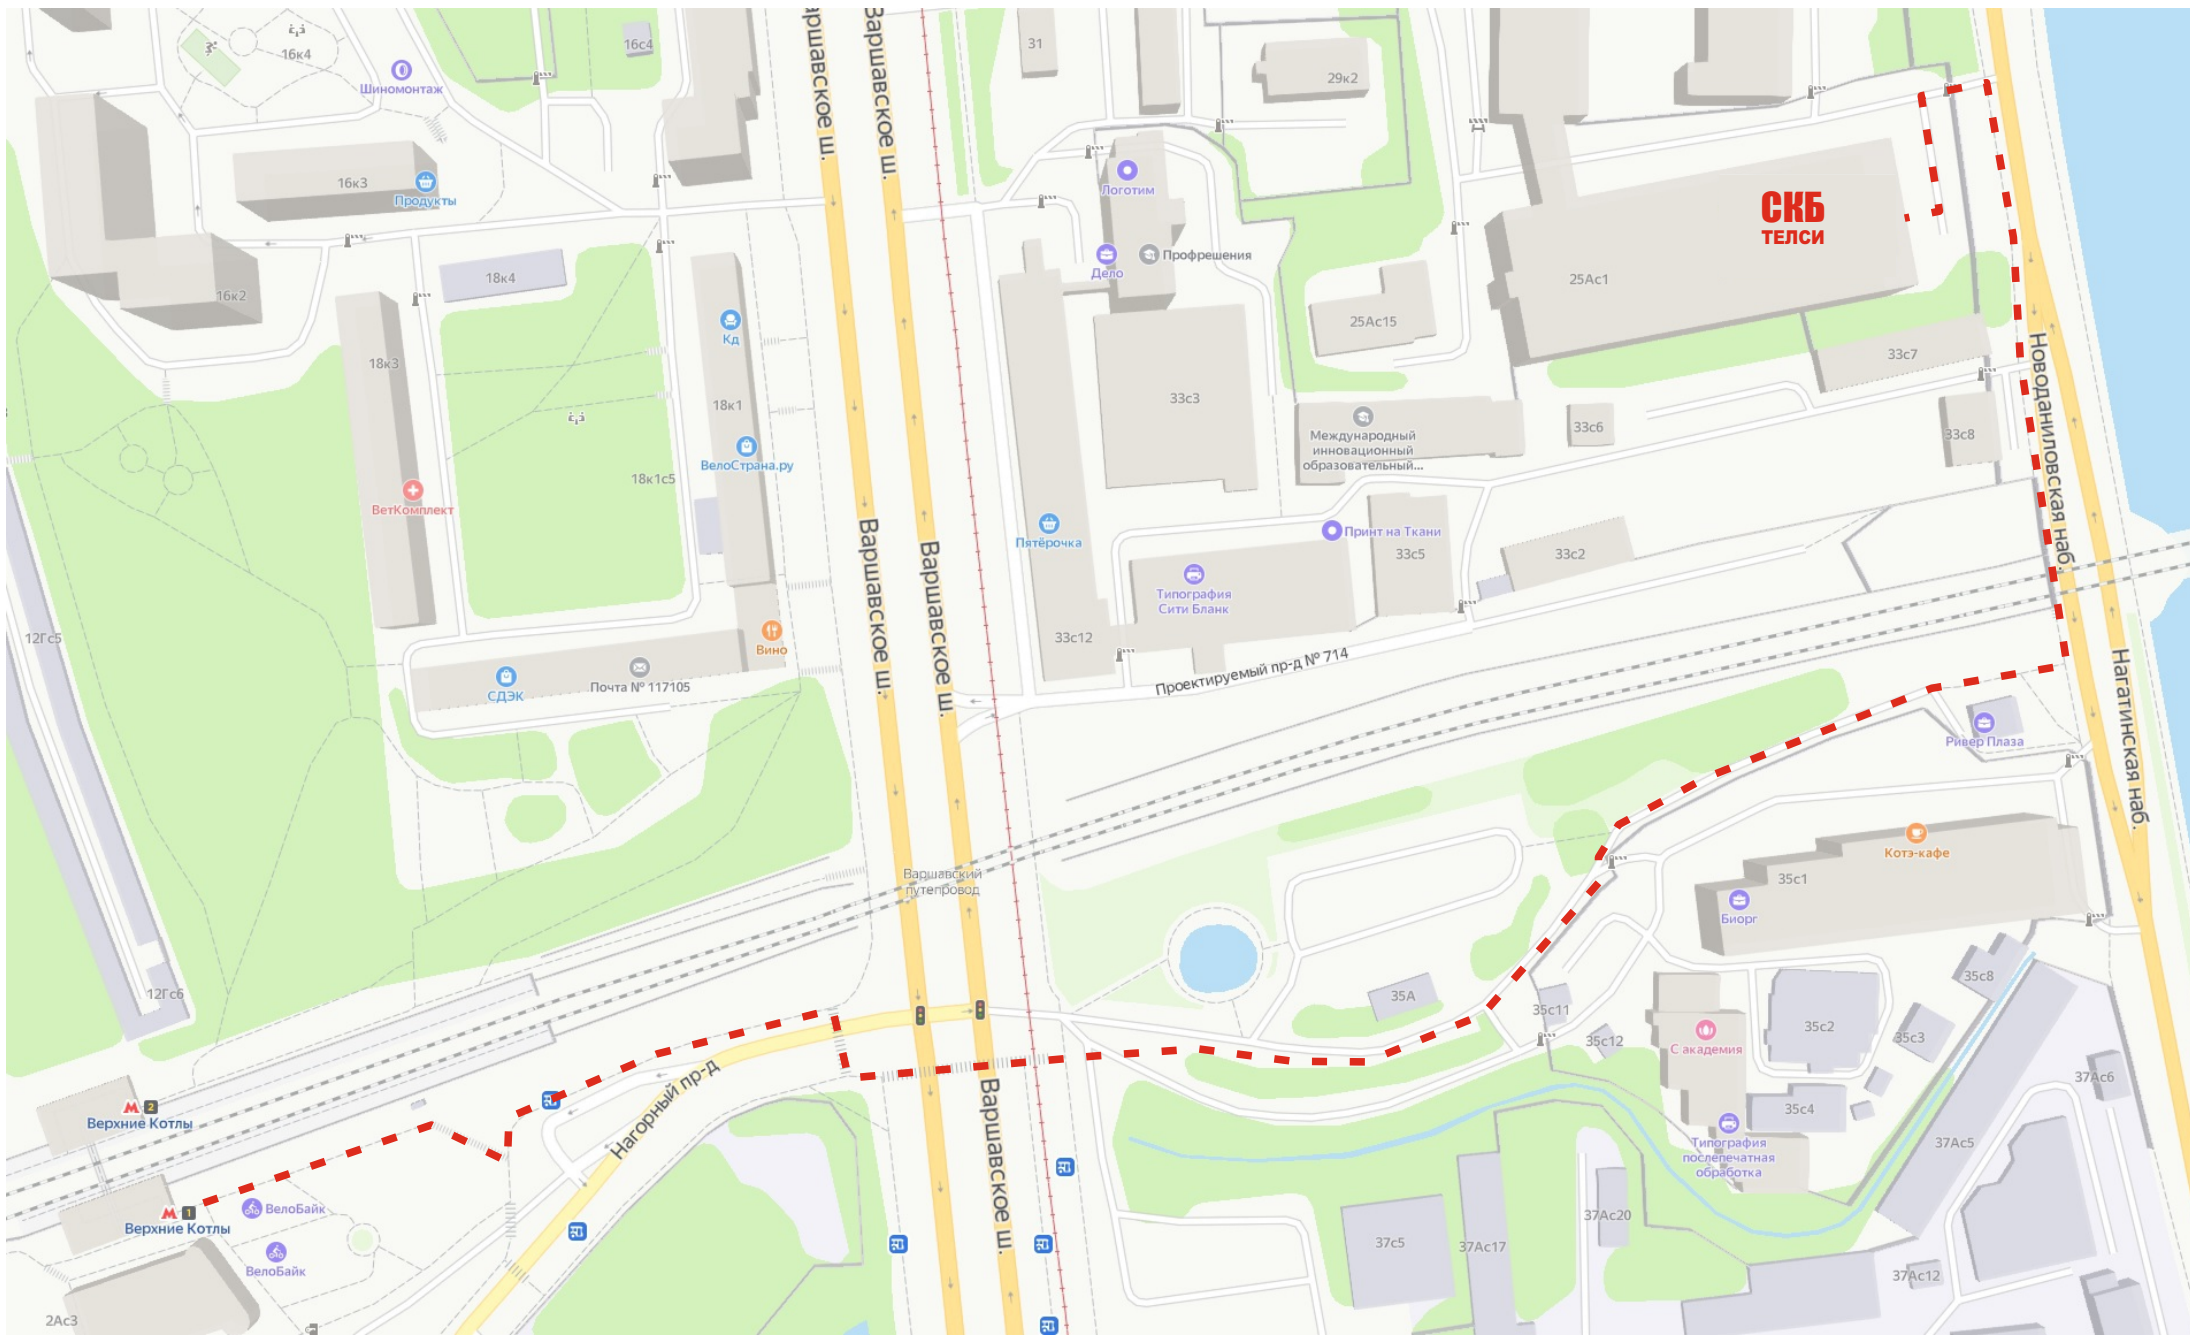 Варшавское ш.
31
16с4
16к4
Шиномонтаж
29к2
16к3
Продукты
Логотим
СКБ
ТЕЛСИ
Дело
Профрешения
25Ас1
18к4
16к2
25Ас15
Кд
33с7
18к3
18к1
33с3
Новоданиловская наб.
Международный
инновационный
образовательный...
33с6
33с8
ВелоСтрана.ру
18к1с5
ВетКомплект
Варшавское ш.
Варшавское ш.
Пятёрочка
Принт на Ткани
33с5
33с2
Типография
Сити Бланк
12Гс5
33с12
Вино
СДЭК
Почта № 117105
Проектируемый пр-д № 714
Нагатинская наб.
Ривер Плаза
Варшавский
путепровод
Котэ-кафе
35с1
Биорг
12Гс6
35А
35с11
35с8
35с12
С академия
35с2
35с3
Нагорный пр-д
37Ас6
М 2
Верхние Котлы
35с4
Варшавское ш.
Типография
послепечатная
обработка
37Ас5
М 1
Верхние Котлы
ВелоБайк
ВелоБайк
37с5
37Ас17
37Ас20
37Ас12
2Ас3